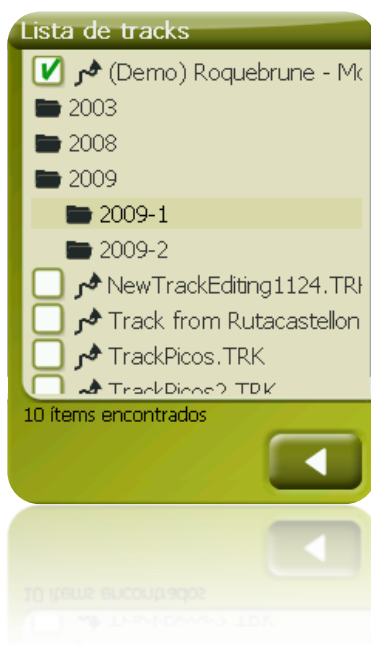 Lista de tracks
(Demo) Roquebrune - Mo
2003
2008
2009
2009-1
2009-2
NewTrackEditing1124.TRK
Track from Rutacastellon
TrackPicos.TRK
TrackPicos2.TRK
10 ítems encontrados